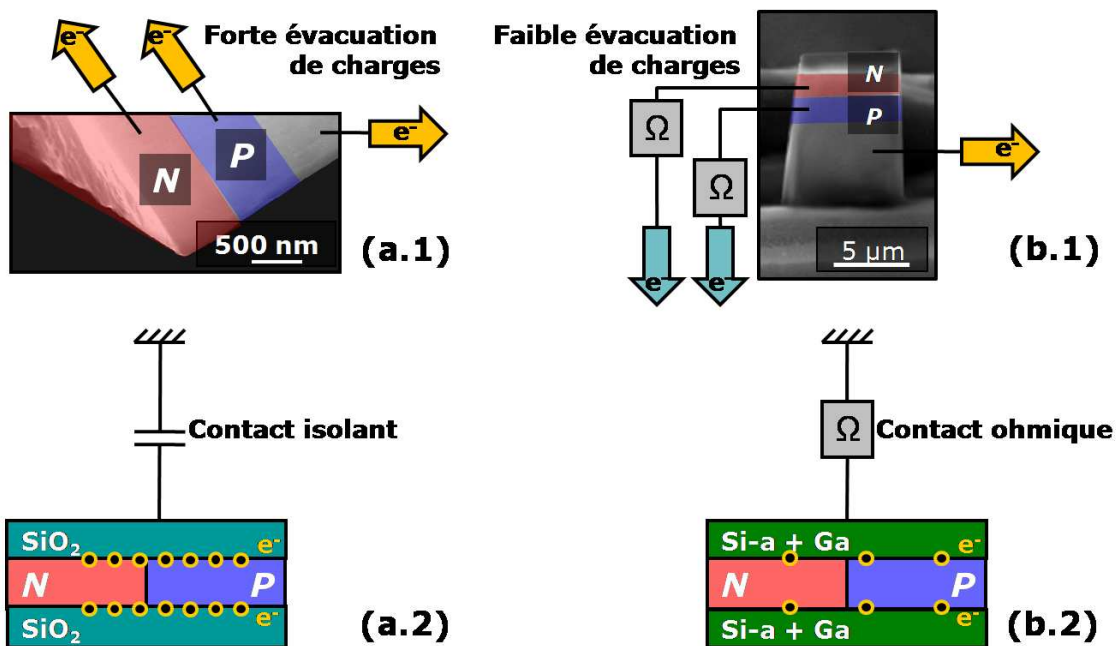 e-
e-
Forte évacuation
de charges
e-
N
P
500 nm
(a.1)
Faible évacuation
de charges
Ω
Ω
e-
e-
N
P
e-
5 µm
(b.1)
Contact isolant
SiO2
e-
N
P
SiO2
e-
(a.2)
Ω
Contact ohmique
Si-a + Ga
e-
N
P
Si-a + Ga
e-
(b.2)